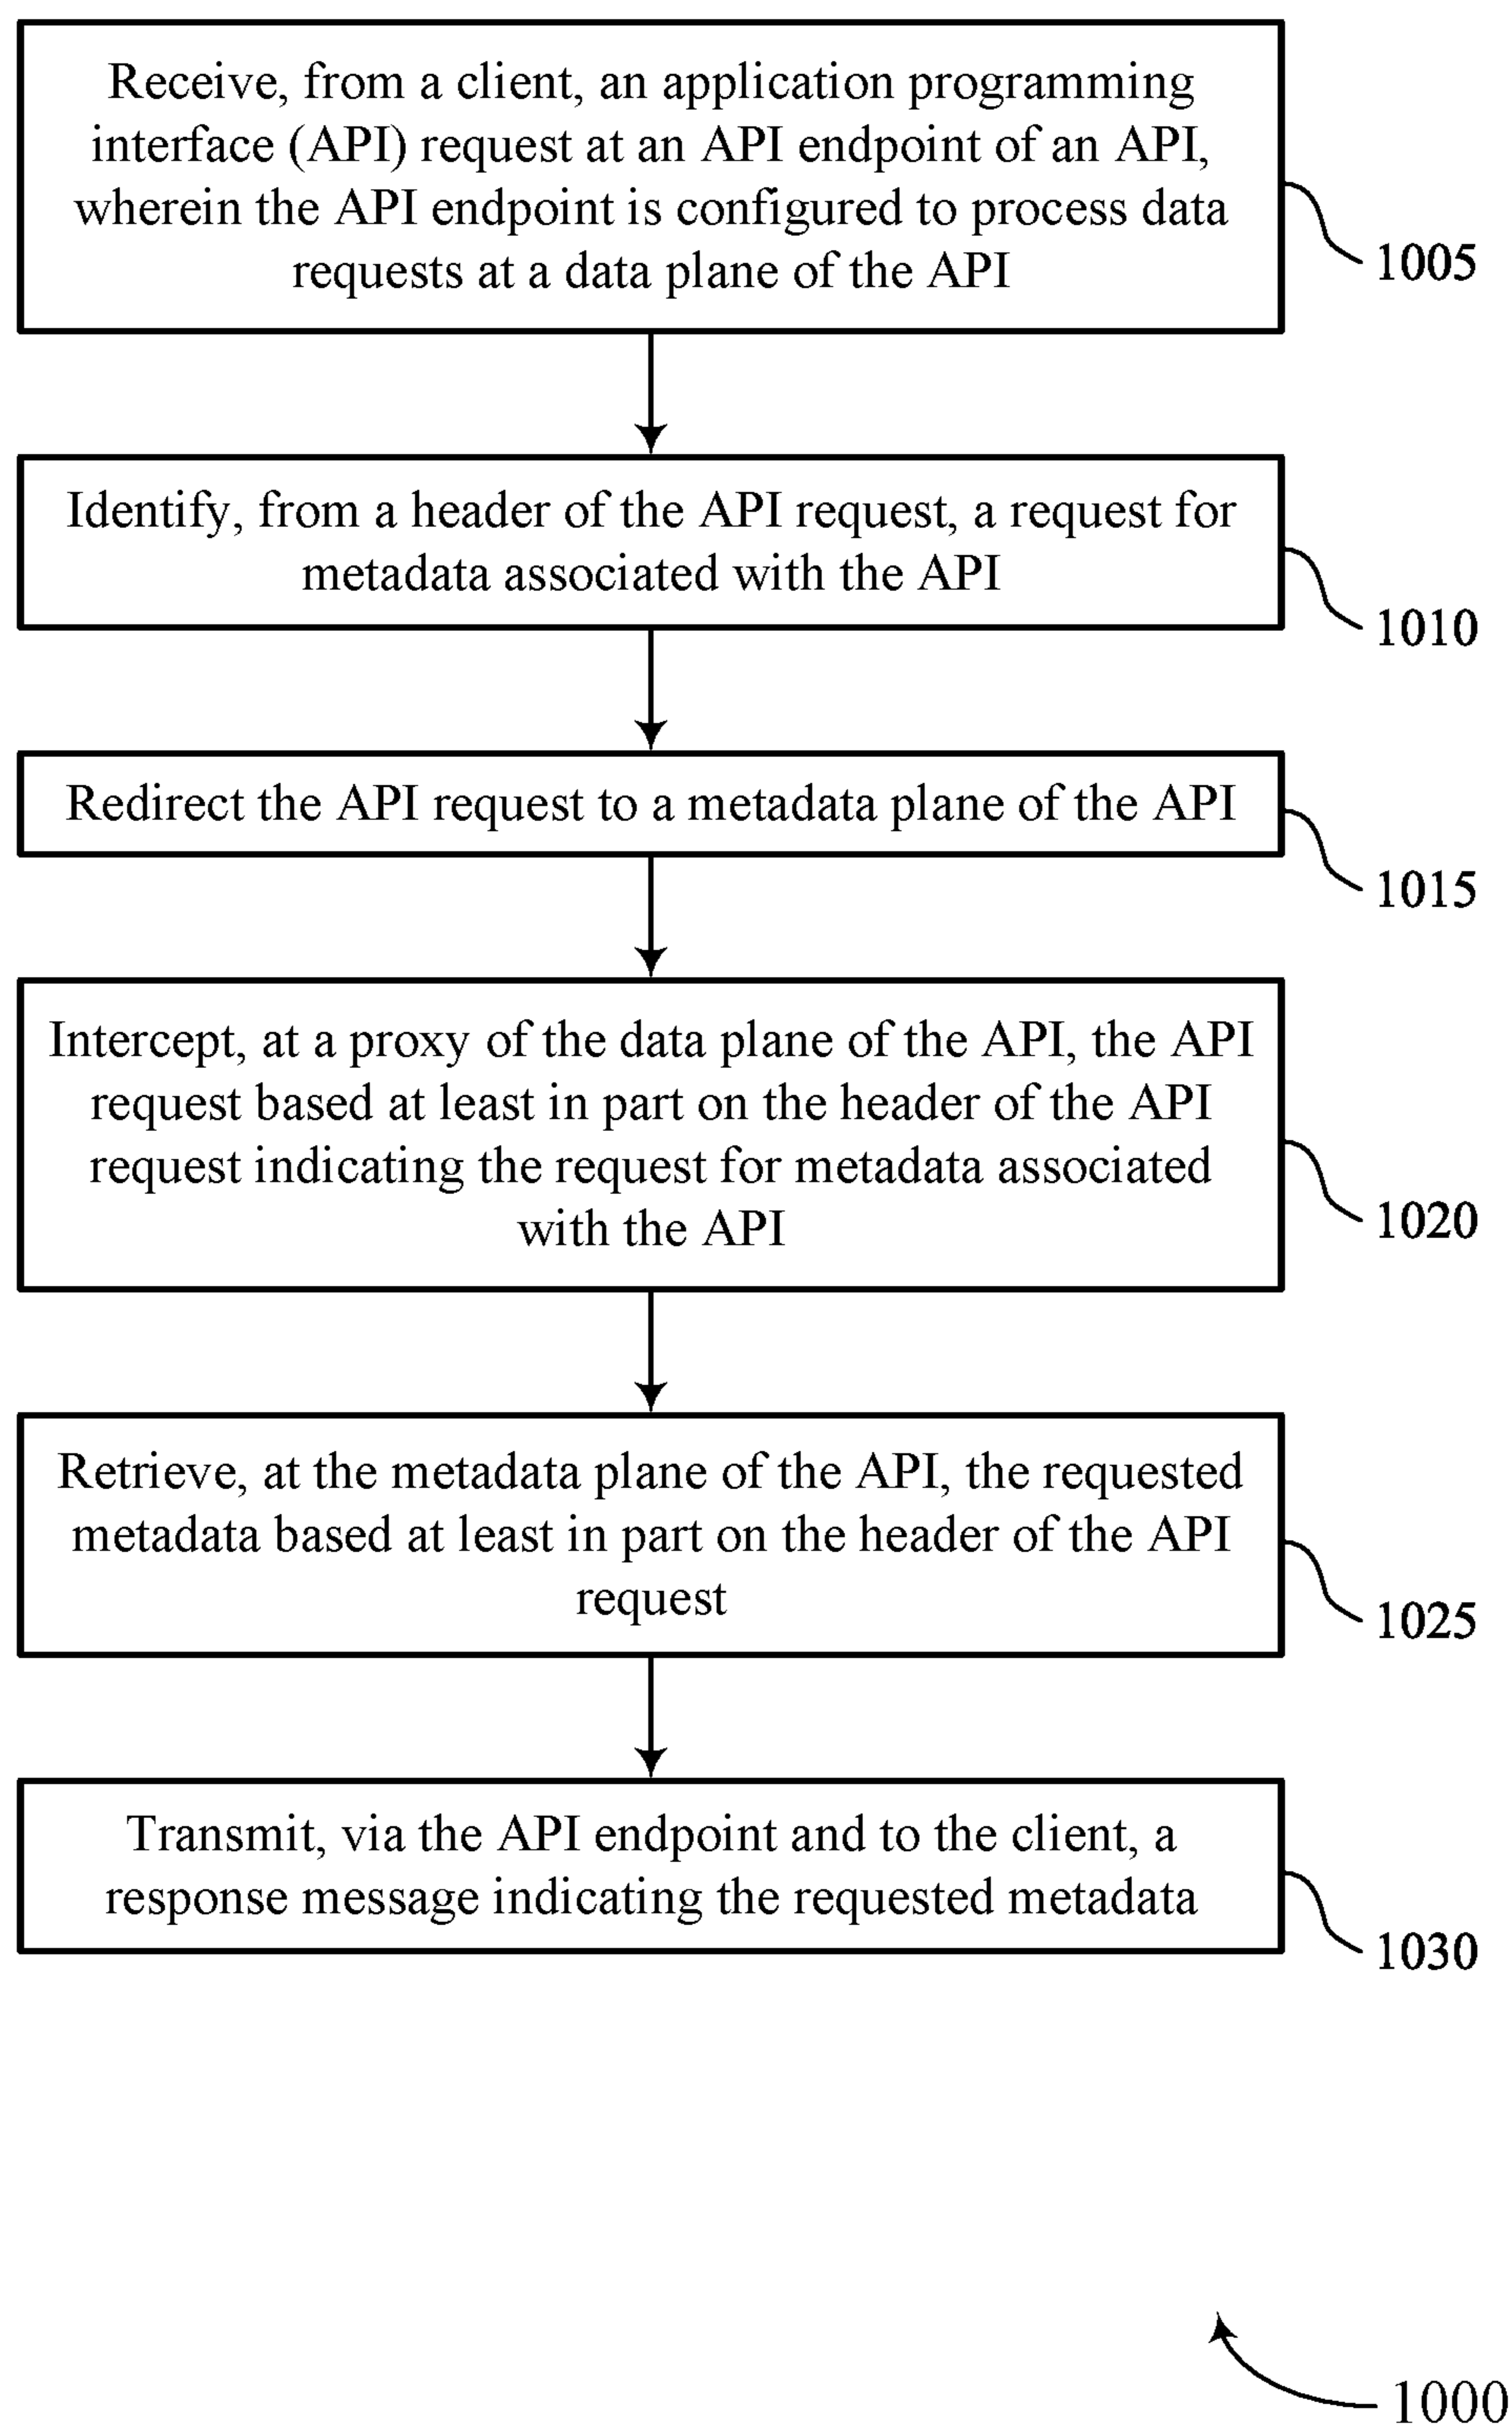 Receive, from a client, an application programming
interface (API) request at an API endpoint of an API,
wherein the API endpoint is configured to process data
requests at a data plane of the API
1005
Identify, from a header of the API request, a request for
metadata associated with the API
1010
Redirect the API request to a metadata plane of the API
1015
Intercept, at a proxy of the data plane of the API, the API
request based at least in part on the header of the API
request indicating the request for metadata associated
with the API
1020
Retrieve, at the metadata plane of the API, the requested
metadata based at least in part on the header of the API
request
1025
Transmit, via the API endpoint and to the client, a
response message indicating the requested metadata
1030
1000